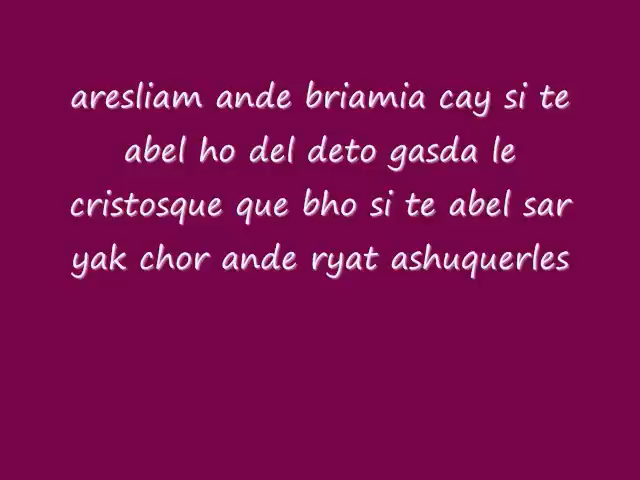 aresliam ande briamia cay si te
abel ho del deto gasda le
cristosque que bho si te abel sar
yak chor ande ryat ashuquerles